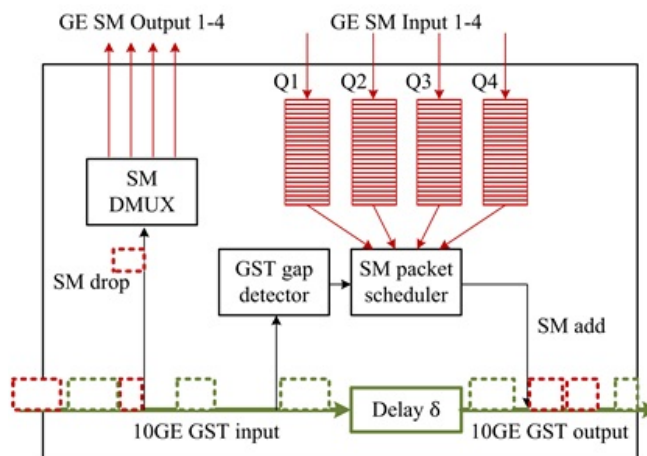 GE SM Output 1-4
GE SM Input 1-4
Q1
Q2
Q3
Q4
SM
DMUX
SM drop
GST gap
detector
SM packet
scheduler
SM add
Delay δ
10GE GST input
10GE GST output